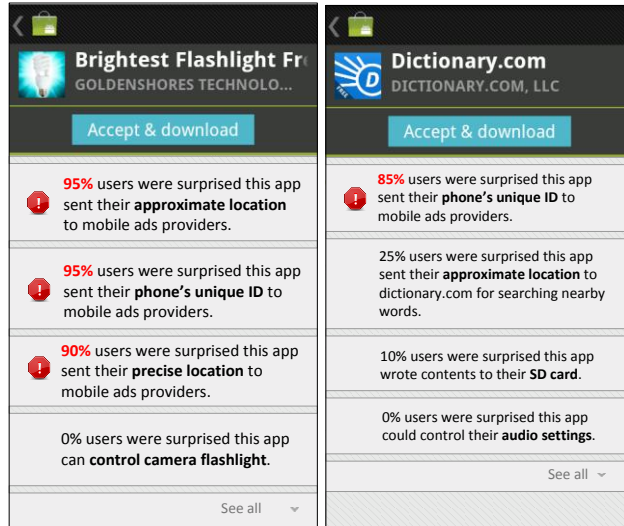 Brightest Flashlight Fre
GOLDENSHORES TECHNOLO...
Accept & download
95% users were surprised this app
sent their approximate location
to mobile ads providers.
95% users were surprised this app
sent their phone's unique ID to
mobile ads providers.
90% users were surprised this app
sent their precise location to
mobile ads providers.
0% users were surprised this app
can control camera flashlight.
See all
Dictionary.com
DICTIONARY.COM, LLC
Accept & download
85% users were surprised this app
sent their phone's unique ID to
mobile ads providers.
25% users were surprised this app
sent their approximate location to
dictionary.com for searching nearby
words.
10% users were surprised this app
wrote contents to their SD card.
0% users were surprised this app
could control their audio settings.
See all